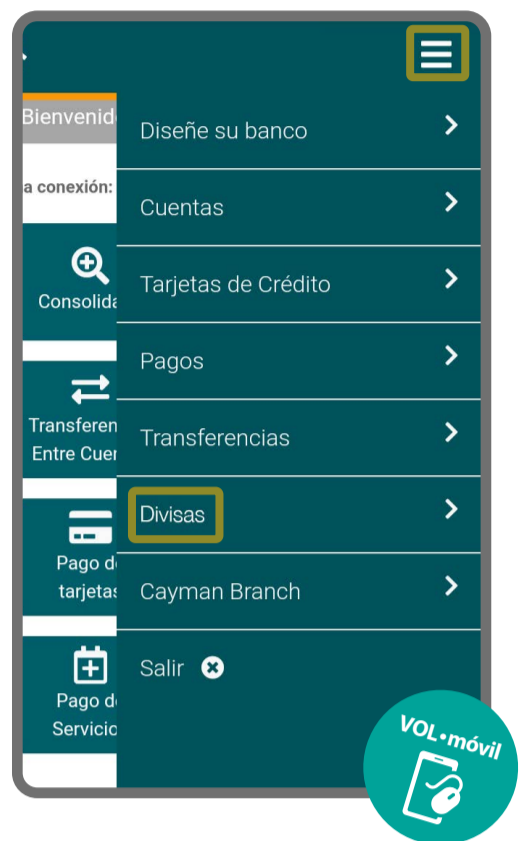 Bienvenid
a conexión:
Consolida
Transferen
Entre Cuer
Pago d
tarjetas
Pago d
Servicio
Diseñe su banco
Cuentas
Tarjetas de Crédito
Pagos
Transferencias
Divisas
Cayman Branch
Salir
VOL•móvil